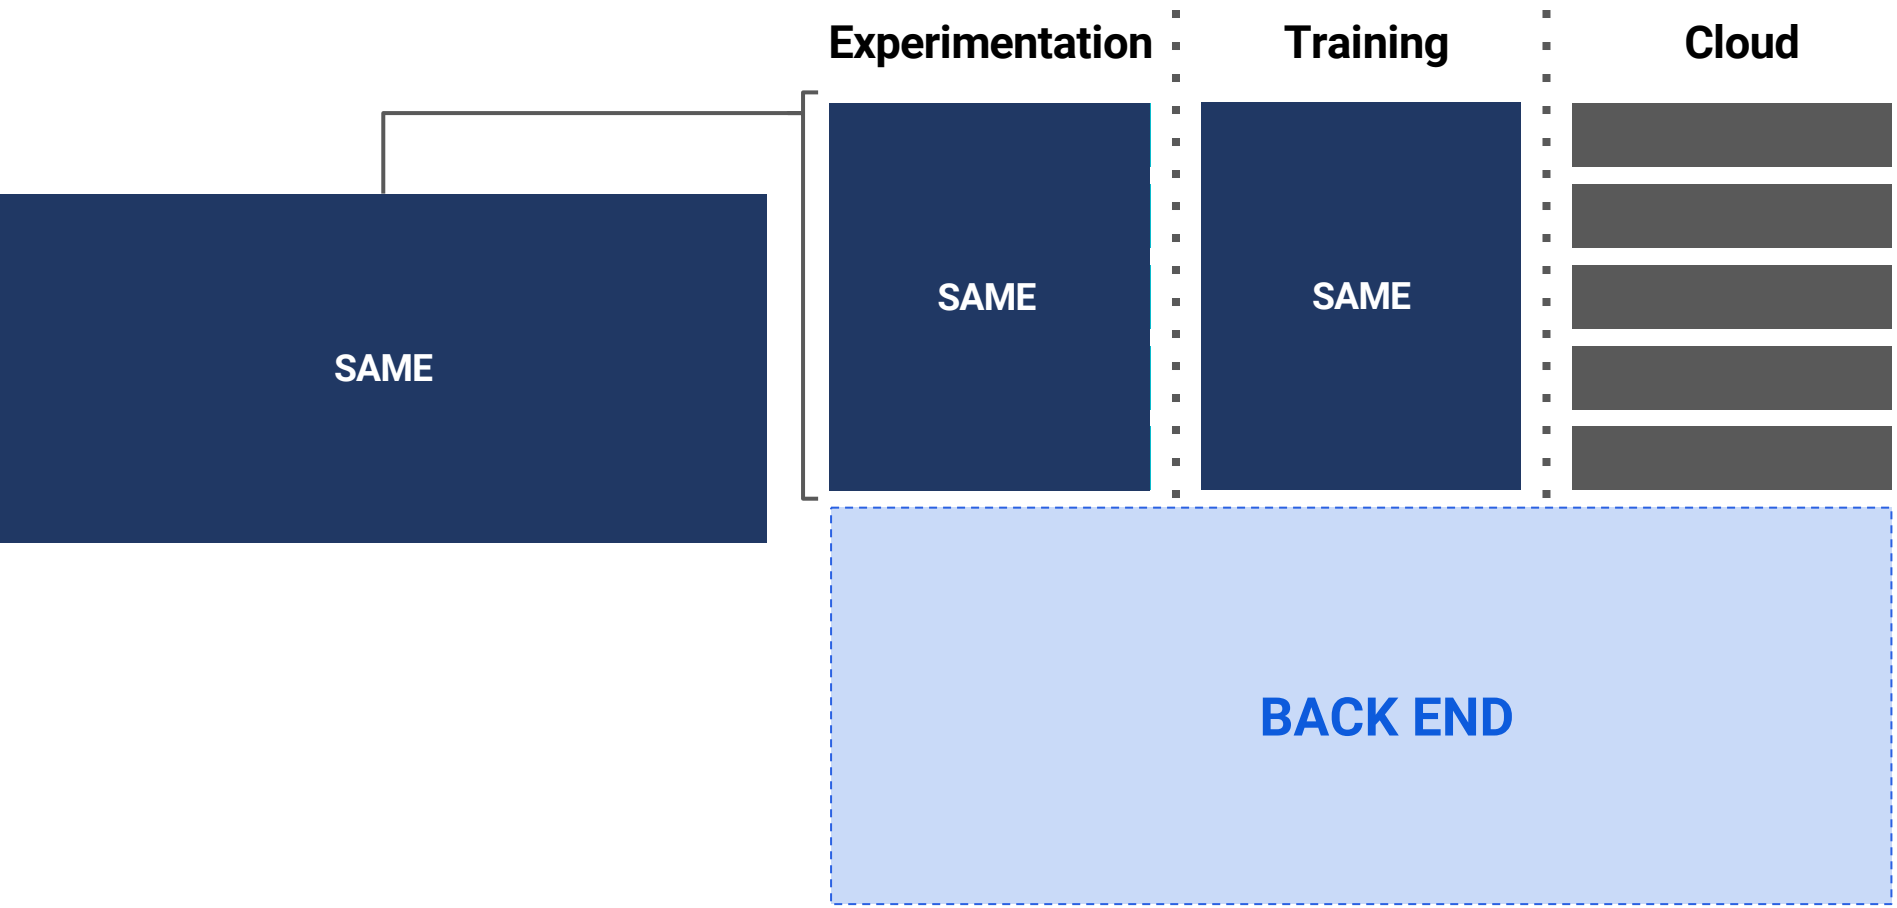 Experimentation
Training
Cloud
SAME
SAME
SAME
BACK END